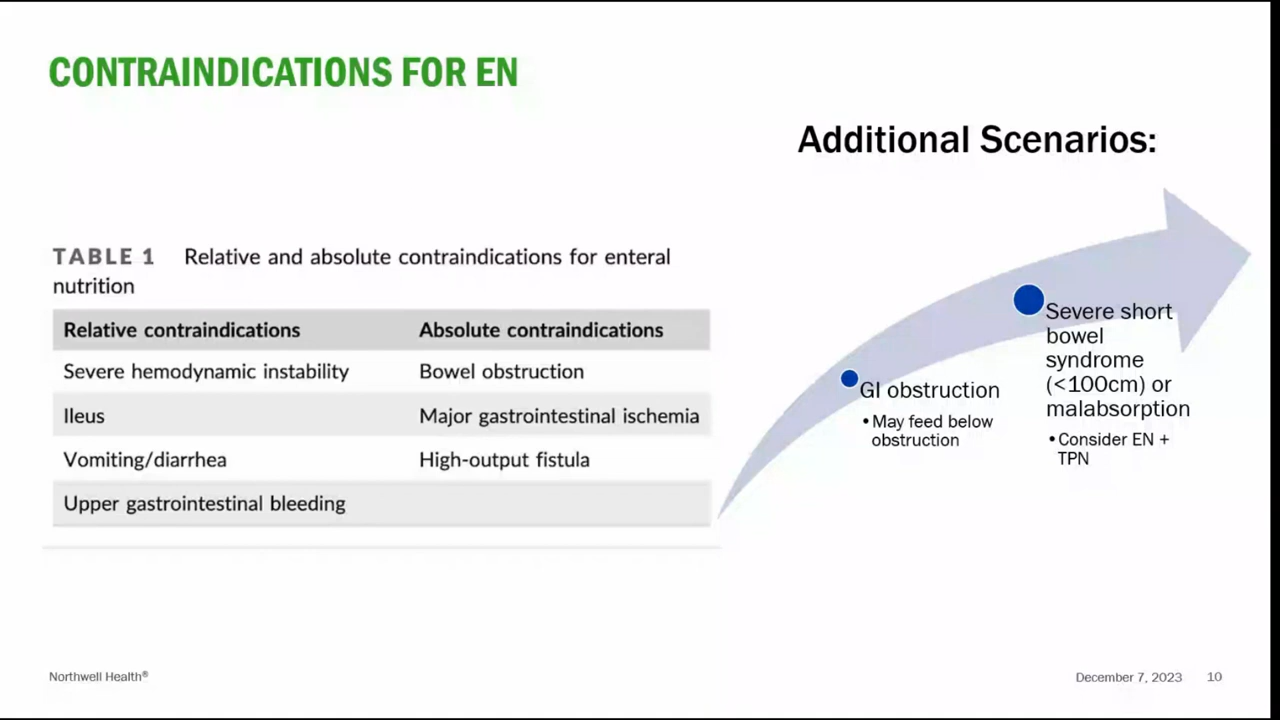 CONTRAINDICATIONS FOR EN
Additional Scenarios:
TABLE 1 Relative and absolute contraindications for enteral
nutrition
Relative contraindications Absolute contraindications
Severe hemodynamic instability Bowel obstruction
Ileus Major gastrointestinal ischemia
Vomiting/diarrhea High-output fistula
Upper gastrointestinal bleeding
GI obstruction
•May feed below
obstruction
Severe short
bowel
syndrome
(<100cm) or
malabsorption
•Consider EN +
TPN
Northwell Health®
December 7, 2023 10